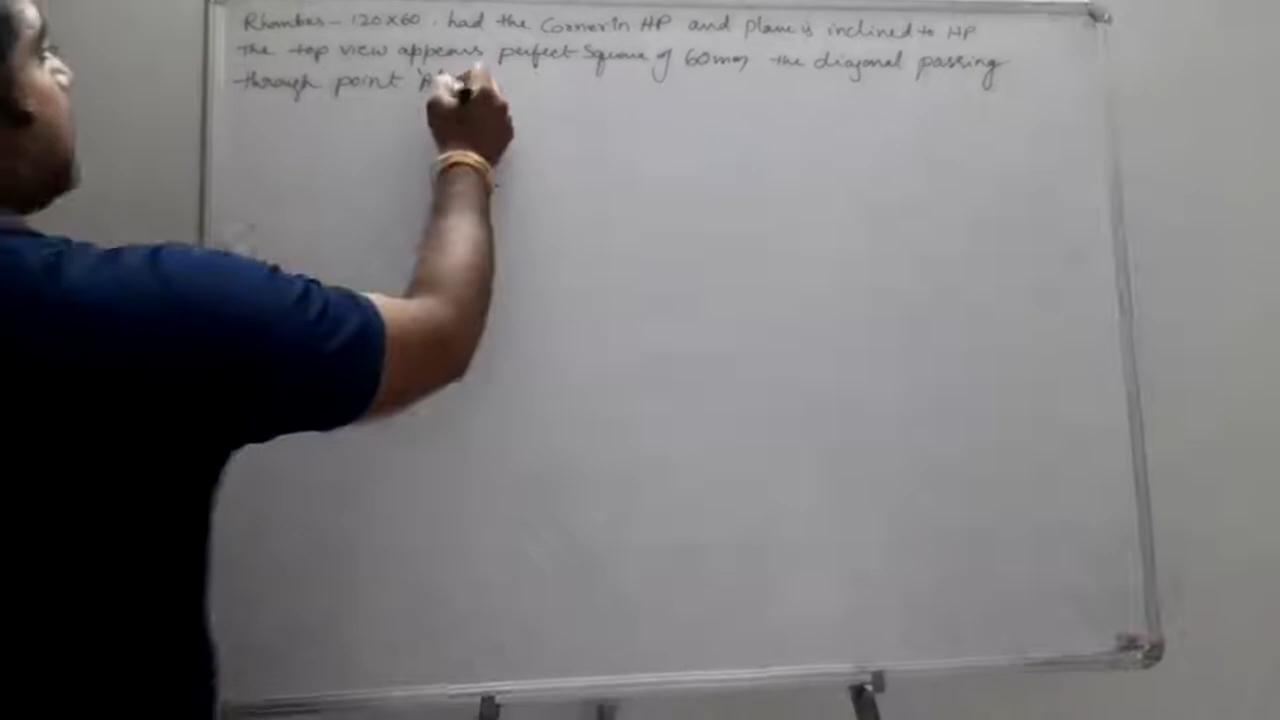 Rhombus - 120x60, had the Corner in HP and plane is inclined to HP
The top view appears perfect Square of 60mm, the diagonal passing
through point 'A'